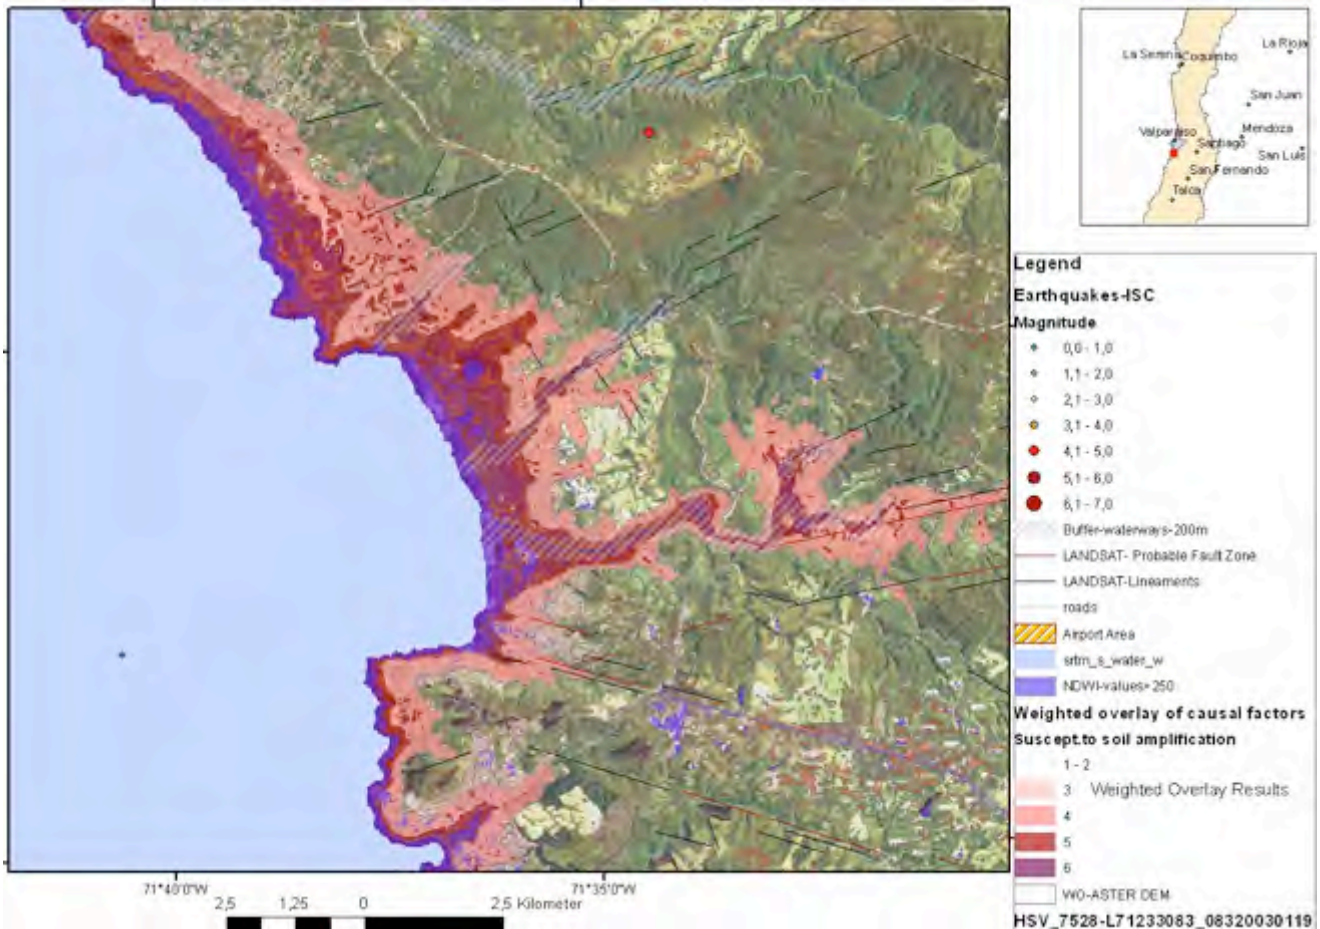 La Serena Coquimbo
La Rioja
San Juan
Valparaiso
Mendoza
Santiago
San Luis
San Fernando
Talca
Legend
Earthquakes-ISC
Magnitude
0,0 - 1,0
1,1 - 2,0
2,1 - 3,0
3,1 - 4,0
4,1 - 5,0
5,1 - 6,0
6,1 - 7,0
Buffer-waterways-200m
LANDSAT- Probable Fault Zone
LANDSAT-Lineaments
roads
Airport Area
srtm_s_water_w
NDWI-values>250
Weighted overlay of causal factors
Suscept.to soil amplification
1 - 2
3 Weighted Overlay Results
4
5
6
WO-ASTER DEM
HSV_7528-L71233083_08320030119
71°40'0"W
71°35'0"W
2,5 1,25 0 2,5 Kilometer